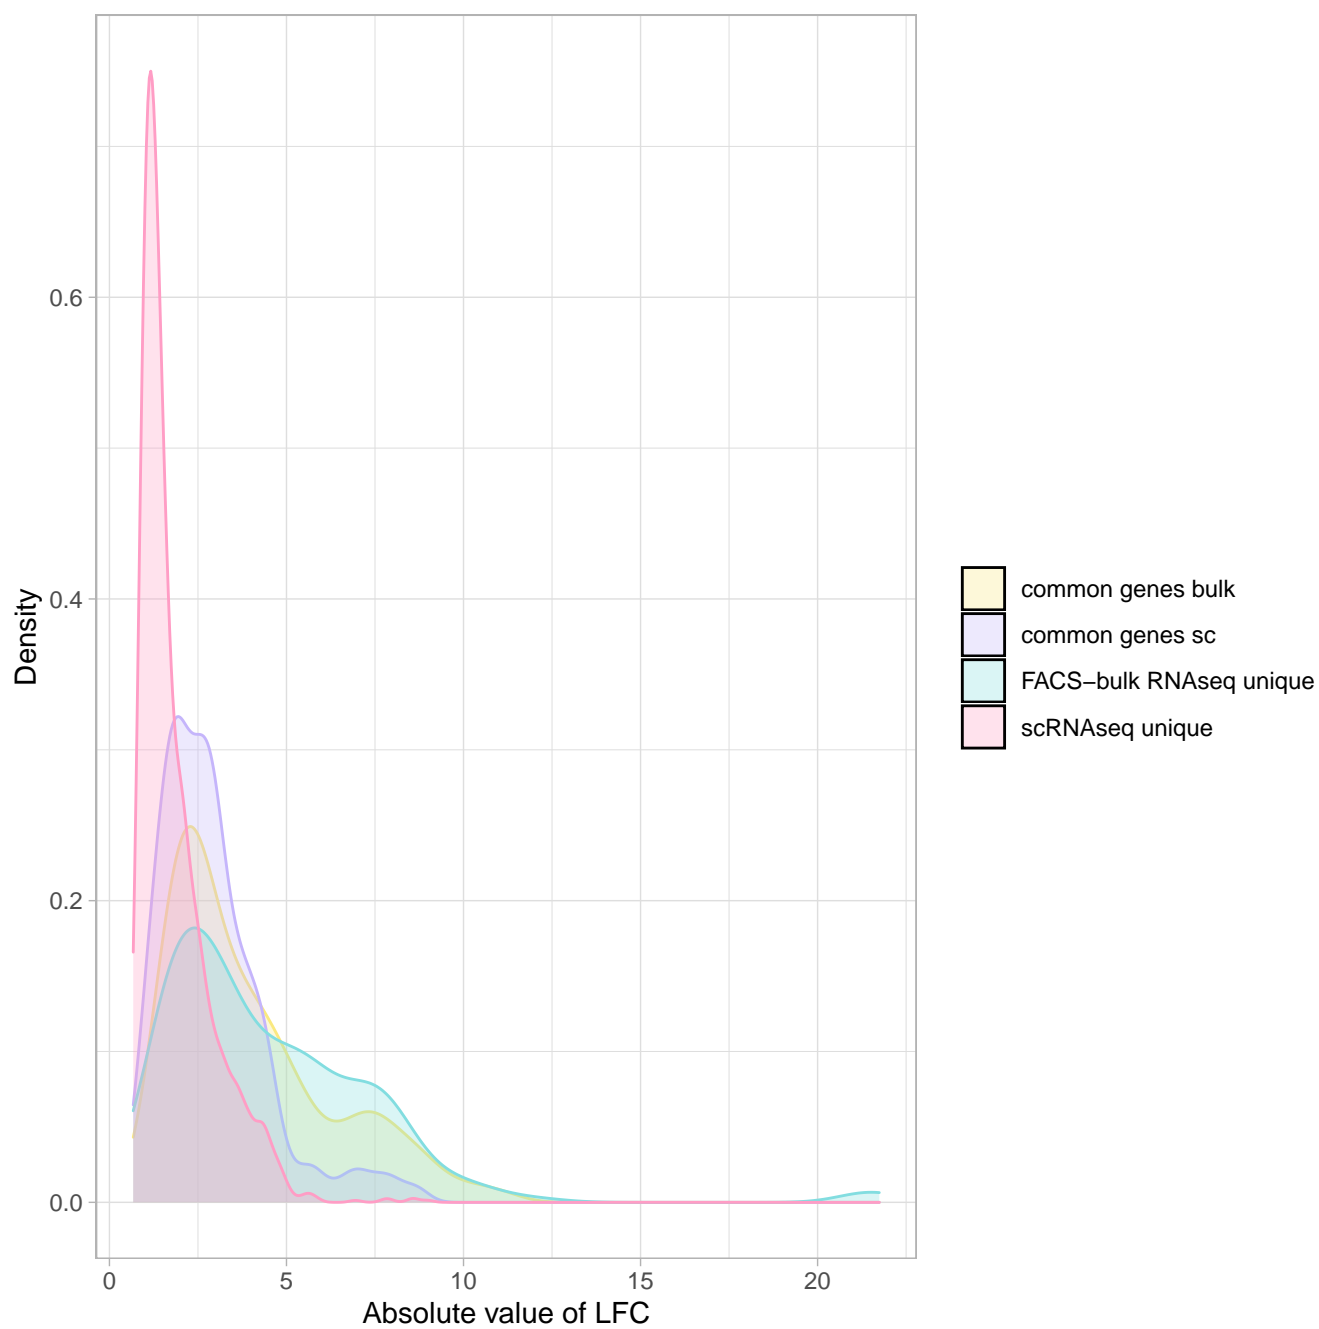 0.6
0.4
0.2
0.0
Density
0 5 10 15 20
Absolute value of LFC
common genes bulk
common genes sc
FACS−bulk RNAseq unique
scRNAseq unique